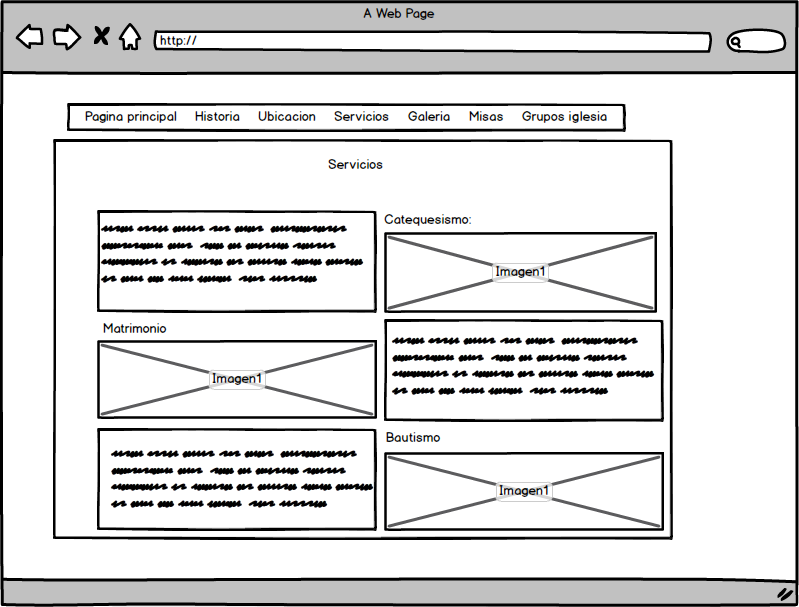 A Web Page
http://
Pagina principal Historia Ubicacion Servicios Galeria Misas Grupos iglesia
Servicios
Catequesismo:
Imagen1
Matrimonio
Imagen1
Bautismo
Imagen1